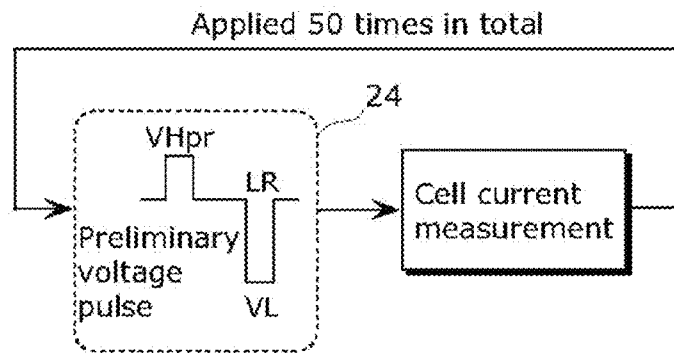 Applied 50 times in total
24
VHpr
LR
Preliminary
voltage
pulse
VL
Cell current
measurement